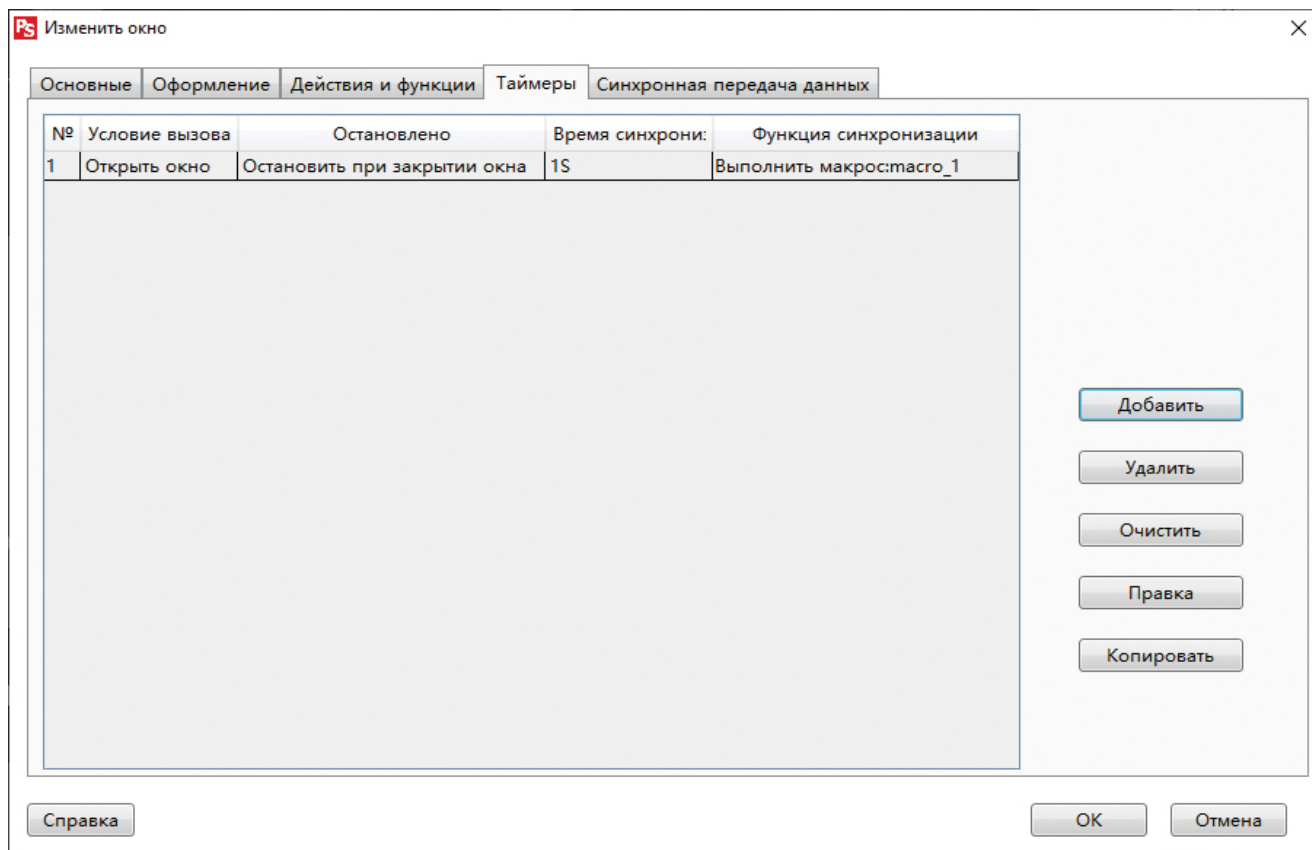 PS Изменить окно
Основные Оформление Действия и функции Таймеры Синхронная передача данных
№ Условие вызова Остановлено Время синхрони: Функция синхронизации
1 Открыть окно Остановить при закрытии окна 1S Выполнить макрос:macro_1
Добавить
Удалить
Очистить
Правка
Копировать
Справка OK Отмена